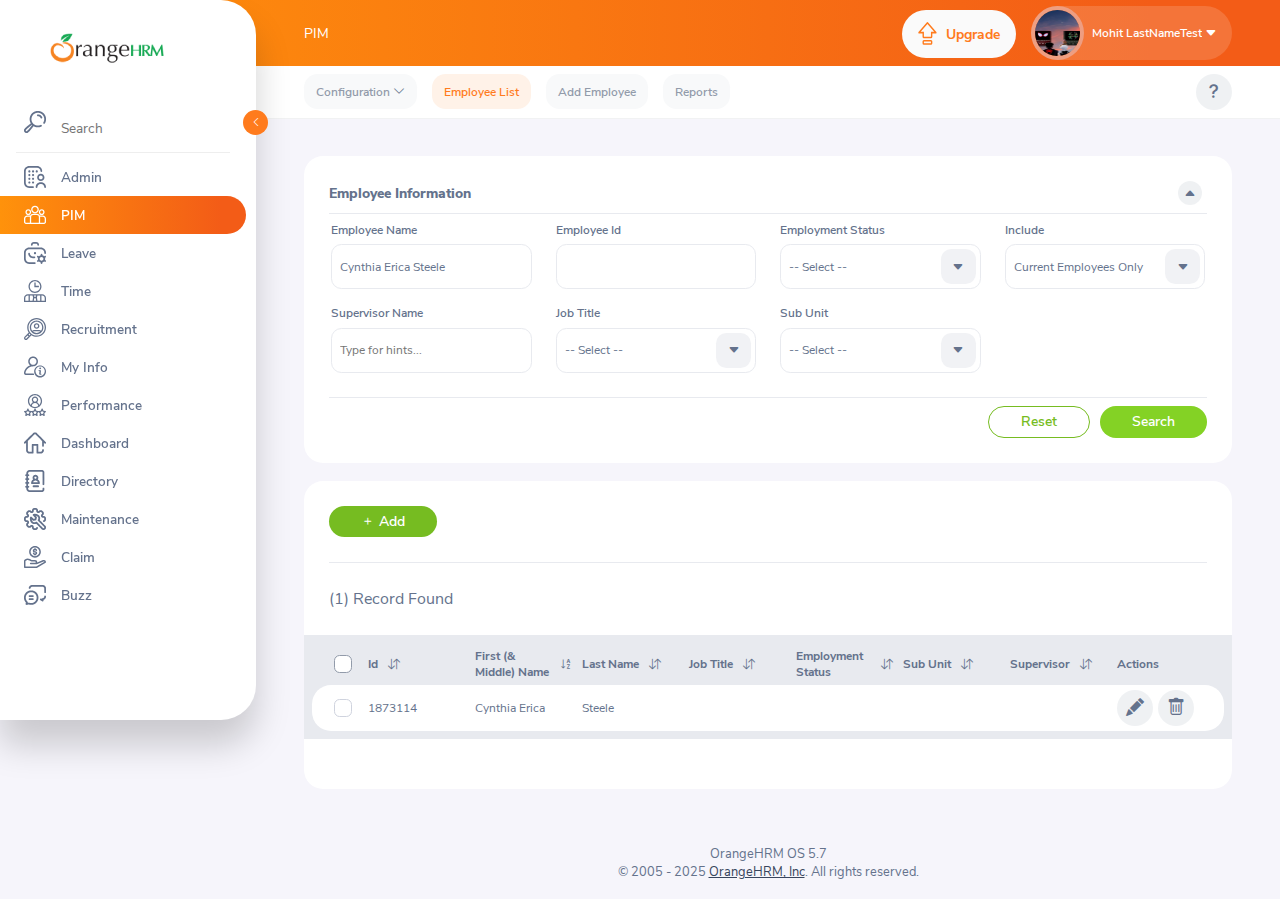 OrangeHRM
PIM
Upgrade
Mohit LastNameTest
Configuration
Employee List
Add Employee
Reports
?
Search
Admin
PIM
Leave
Time
Recruitment
My Info
Performance
Dashboard
Directory
Maintenance
Claim
Buzz
Employee Information
Employee Name
Employee Id
Employment Status
Include
Cynthia Erica Steele
-- Select --
Current Employees Only
Supervisor Name
Job Title
Sub Unit
Type for hints...
-- Select --
-- Select --
Reset
Search
+ Add
(1) Record Found
Id
First (& Middle) Name
Last Name
Job Title
Employment Status
Sub Unit
Supervisor
Actions
1873114
Cynthia Erica
Steele
OrangeHRM OS 5.7
© 2005 - 2025 OrangeHRM, Inc. All rights reserved.